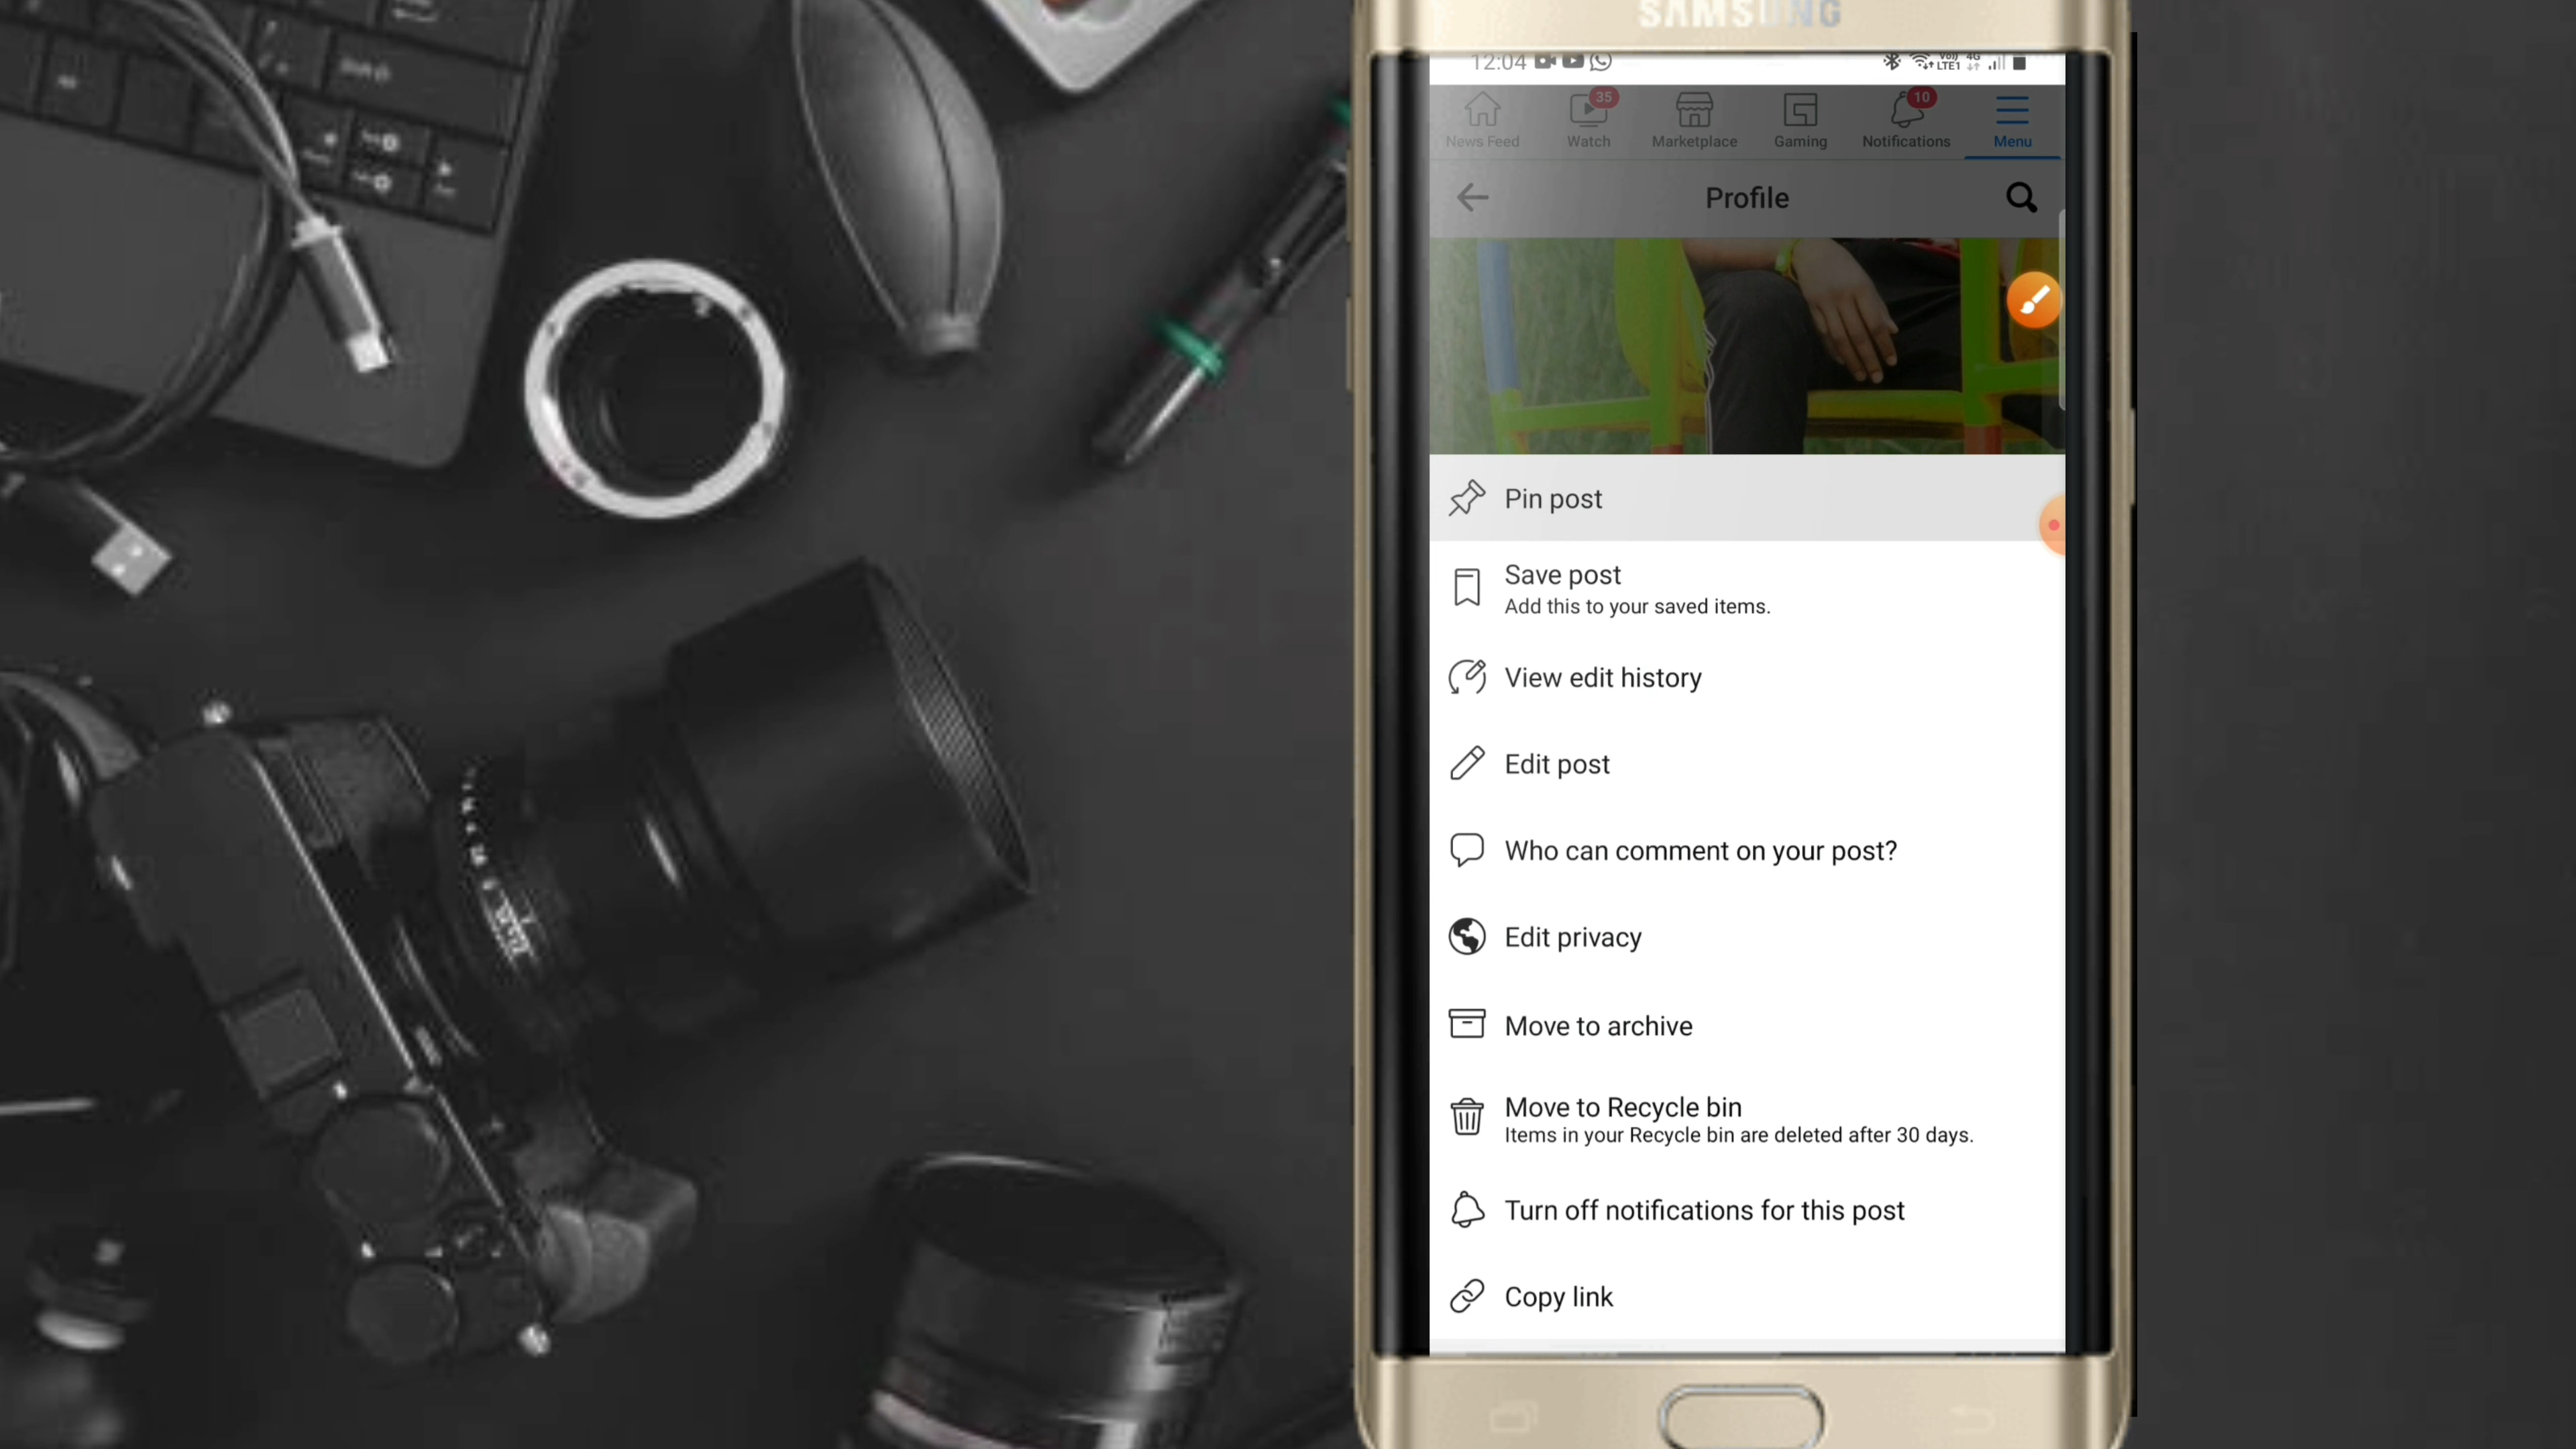 SAMSUNG
12:04
LTE1 4G
35
10
News Feed
Watch
Marketplace
Gaming
Notifications
Menu
Profile
Pin post
Save post
Add this to your saved items.
View edit history
Edit post
Who can comment on your post?
Edit privacy
Move to archive
Move to Recycle bin
Items in your Recycle bin are deleted after 30 days.
Turn off notifications for this post
Copy link